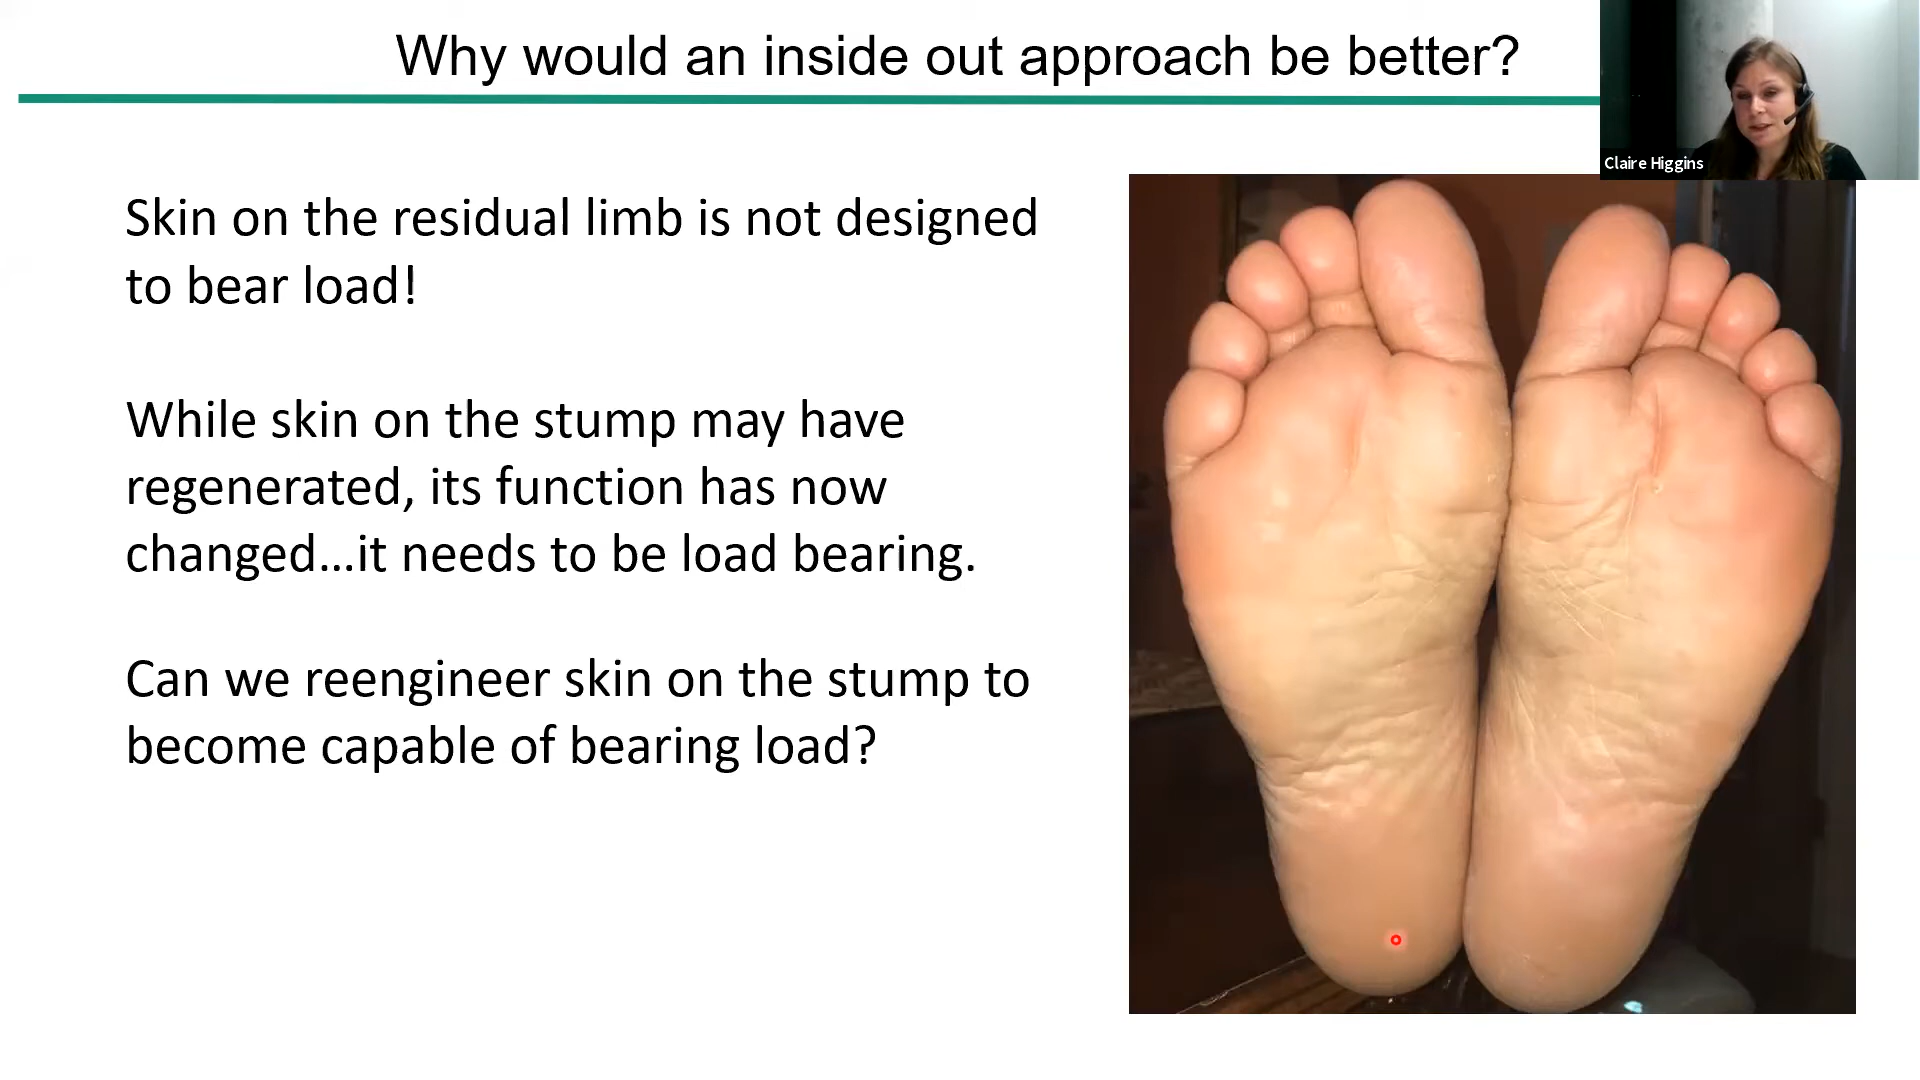 Why would an inside out approach be better?
Claire Higgins
Skin on the residual limb is not designed
to bear load!
While skin on the stump may have
regenerated, its function has now
changed...it needs to be load bearing.
Can we reengineer skin on the stump to
become capable of bearing load?